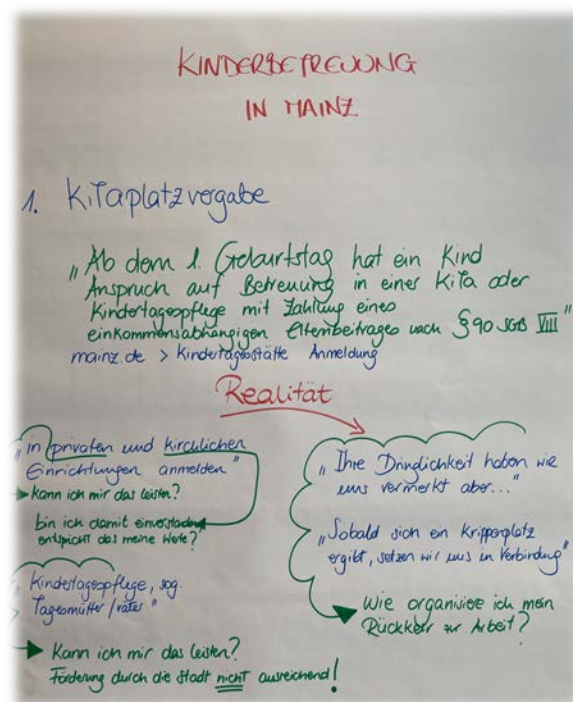 KINDERBETREUUNG
IN MAINZ
1. KiTaplatzvergabe
„Ab dem 1. Geburtstag hat ein Kind
Anspruch auf Betreuung in einer KiTa oder
Kindertagespflege mit Zahlung eines
einkommensabhängigen Elternbeitrages nach § 90 SGB VIII"
mainz.de > Kindertagesstätte Anmeldung
Realität
„in privaten und kirchlichen
Einrichtungen anmelden"
Kann ich mir das leisten?
bin ich damit einverstanden
entspricht das meine Werte?
„Kindertagespflege, sog.
Tagesmütter/väter"
Kann ich mir das leisten?
Förderung durch die Stadt nicht ausreichend!
„Ihre Dringlichkeit haben wir
uns vermerkt aber..."
„Sobald sich ein Krippenplatz
ergibt, setzen wir uns in Verbindung"
Wie organisiere ich mein
Rückkehr zur Arbeit?